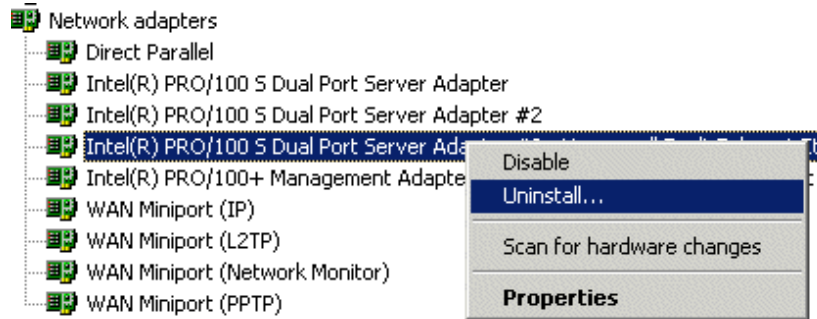 Network adapters
Direct Parallel
Intel(R) PRO/100 S Dual Port Server Adapter
Intel(R) PRO/100 S Dual Port Server Adapter #2
Intel(R) PRO/100 S Dual Port Server
Intel(R) PRO/100+ Management Adapte
WAN Miniport (IP)
WAN Miniport (L2TP)
WAN Miniport (Network Monitor)
WAN Miniport (PPTP)
Disable
Uninstall...
Scan for hardware changes
Properties